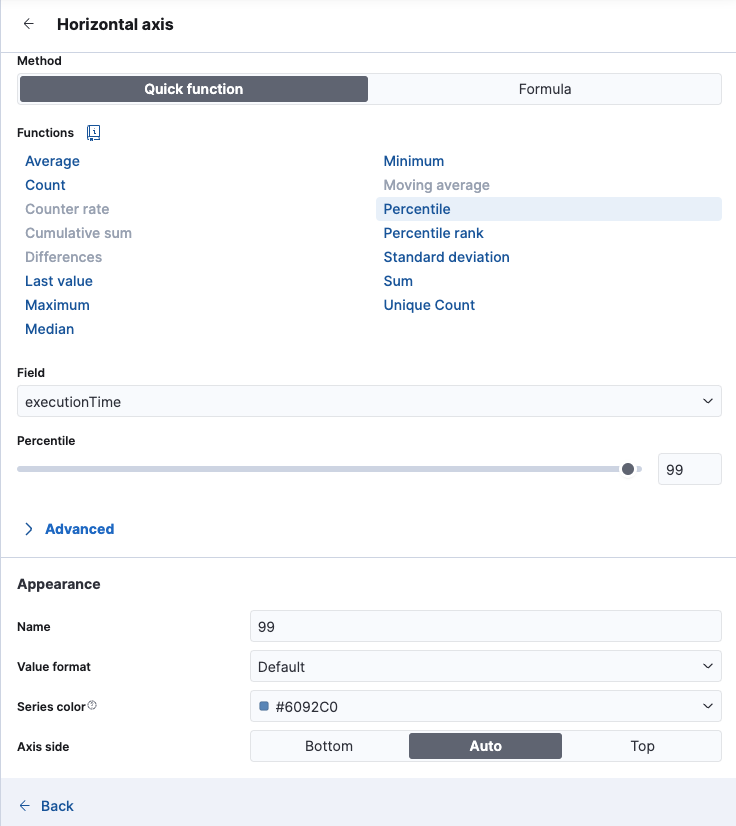 Horizontal axis
Method
Quick function
Formula
Functions
Average
Minimum
Count
Moving average
Counter rate
Percentile
Cumulative sum
Percentile rank
Differences
Standard deviation
Last value
Sum
Maximum
Unique Count
Median
Field
executionTime
Percentile
99
Advanced
Appearance
Name
99
Value format
Default
Series color
#6092C0
Axis side
Bottom
Auto
Top
Back